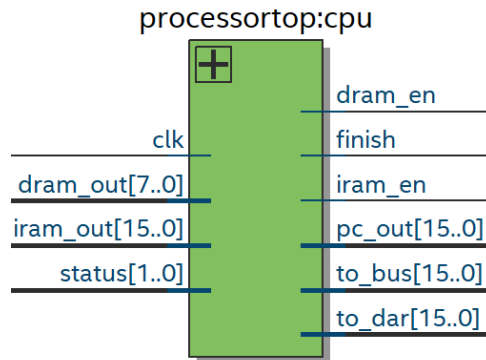 processortop:cpu
dram_en
clk
finish
dram_out[7..0]
iram_en
iram_out[15..0]
pc_out[15..0]
status[1..0]
to_bus[15..0]
to_dar[15..0]